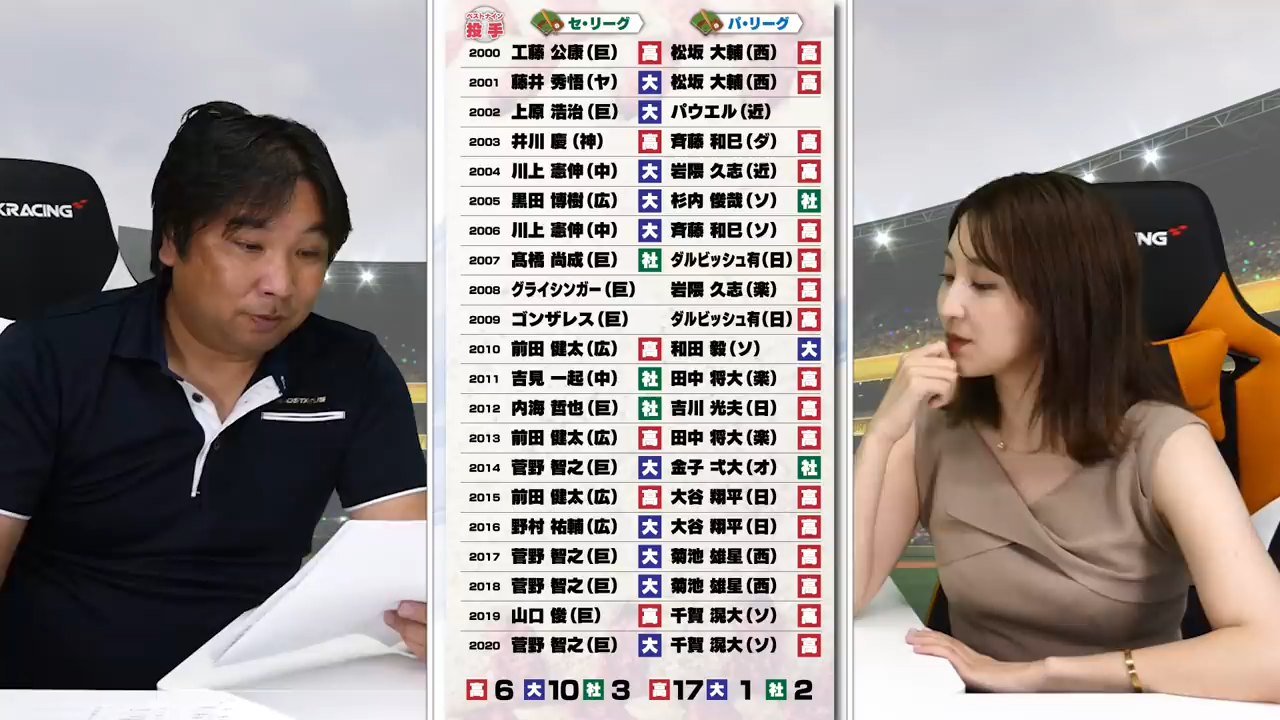 ベストナイン
投手 セ・リーグ パ・リーグ
2000 工藤 公康(巨) 高 松坂 大輔(西) 高
2001 藤井 秀悟(ヤ) 大 松坂 大輔(西) 高
2002 上原 浩治(巨) 大 パウエル(近)
2003 井川 慶(神) 高 斉藤 和巳(ダ) 高
2004 川上 憲伸(中) 大 岩隈 久志(近) 高
2005 黒田 博樹(広) 大 杉内 俊哉(ソ) 社
2006 川上 憲伸(中) 大 斉藤 和巳(ソ) 高
2007 髙橋 尚成(巨) 社 ダルビッシュ有(日) 高
2008 グライシンガー(巨) 岩隈 久志(楽) 高
2009 ゴンザレス(巨) ダルビッシュ有(日) 高
2010 前田 健太(広) 高 和田 毅(ソ) 大
2011 吉見 一起(中) 社 田中 将大(楽) 高
2012 内海 哲也(巨) 社 吉川 光夫(日) 高
2013 前田 健太(広) 高 田中 将大(楽) 高
2014 菅野 智之(巨) 大 金子 弌大(オ) 社
2015 前田 健太(広) 高 大谷 翔平(日) 高
2016 野村 祐輔(広) 大 大谷 翔平(日) 高
2017 菅野 智之(巨) 大 菊池 雄星(西) 高
2018 菅野 智之(巨) 大 菊池 雄星(西) 高
2019 山口 俊(巨) 高 千賀 滉大(ソ) 高
2020 菅野 智之(巨) 大 千賀 滉大(ソ) 高
高 6 大 10 社 3 高 17 大 1 社 2
KRACING
NG